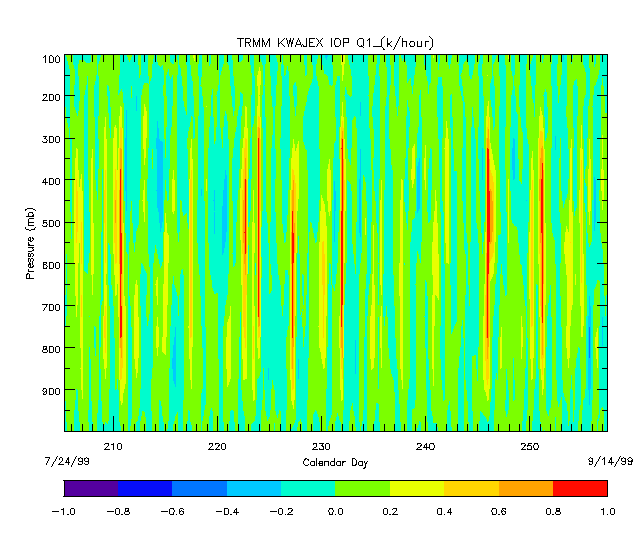 TRMM KWAJEX IOP Q1_(k/hour)
100
200
300
400
500
600
700
800
900
Pressure (mb)
210 220 230 240 250
7/24/99 Calendar Day 9/14/99
-1.0 -0.8 -0.6 -0.4 -0.2 0.0 0.2 0.4 0.6 0.8 1.0